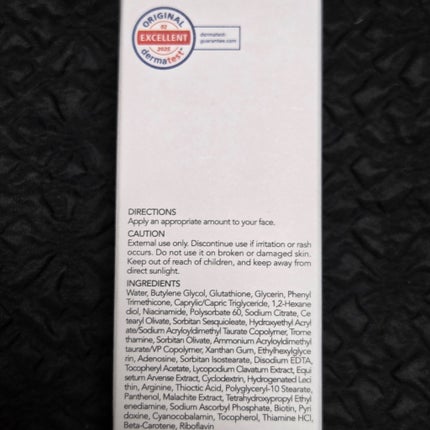 ORIGINAL
EXCELLENT
2025
dermatest
dermatest-
guarantee.com
DIRECTIONS
Apply an appropriate amount to your face.
CAUTION
External use only. Discontinue use if irritation or rash
occurs. Do not use it on broken or damaged skin.
Keep out of reach of children, and keep away from
direct sunlight.
INGREDIENTS
Water, Butylene Glycol, Glutathione, Glycerin, Phenyl
Trimethicone, Caprylic/Capric Triglyceride, 1,2-Hexane
diol, Niacinamide, Polysorbate 60, Sodium Citrate, Ce
tearyl Olivate, Sorbitan Sesquioleate, Hydroxyethyl Acryl
ate/Sodium Acryloyldimethyl Taurate Copolymer, Trome
thamine, Sorbitan Olivate, Ammonium Acryloyldimethyl
taurate/VP Copolymer, Xanthan Gum, Ethylhexylglyce
rin, Adenosine, Sorbitan Isostearate, Disodium EDTA,
Tocopheryl Acetate, Lycopodium Clavatum Extract, Equi
setum Arvense Extract, Cyclodextrin, Hydrogenated Leci
thin, Arginine, Thioctic Acid, Polyglyceryl-10 Stearate,
Panthenol, Malachite Extract, Tetrahydroxypropyl Ethyl
enediamine, Sodium Ascorbyl Phosphate, Biotin, Pyri
doxine, Cyanocobalamin, Tocopherol, Thiamine HCl,
Beta-Carotene, Riboflavin